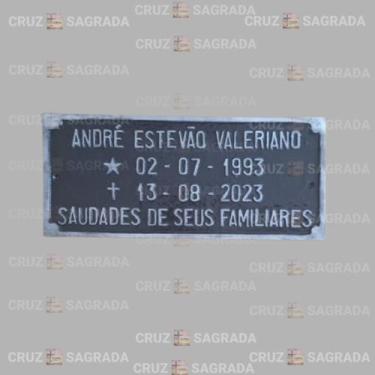 ANDRÉ ESTEVÃO VALERIANO
★ 02 - 07 - 1993
✝ 13 - 08 - 2023
SAUDADES DE SEUS FAMILIARES
CRUZ SAGRADA